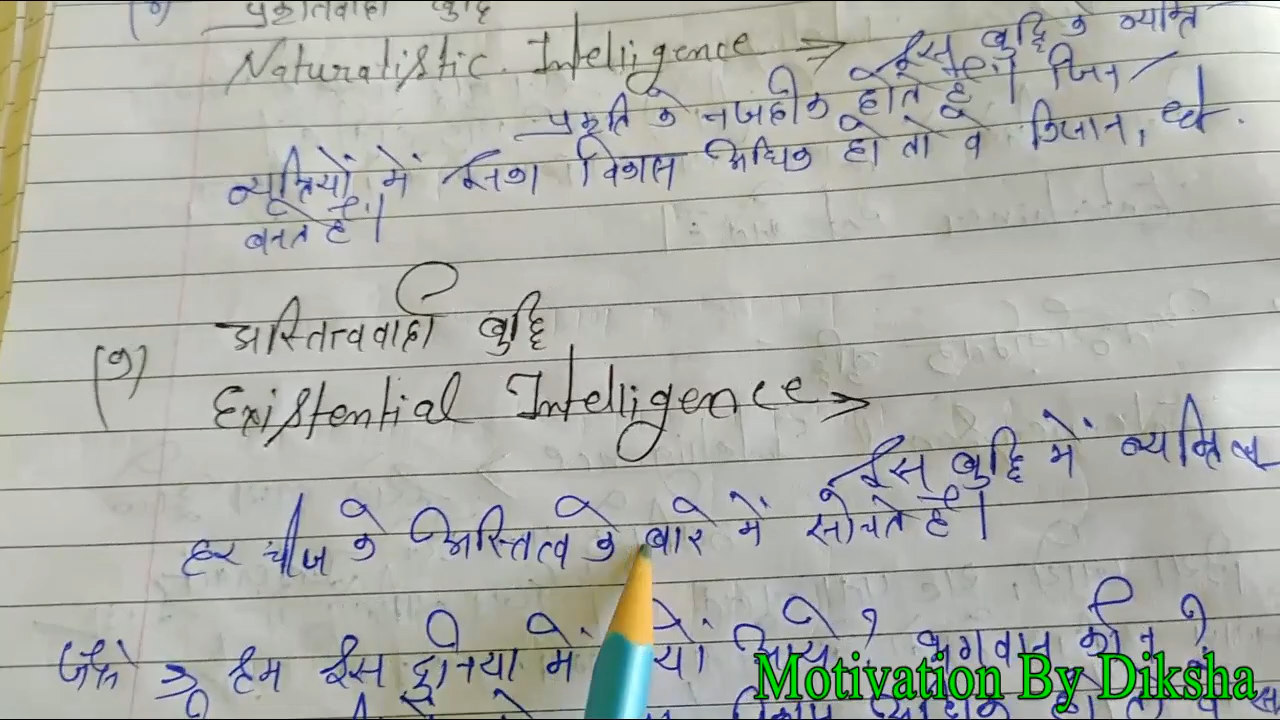 प्रकृतिवादी बुद्धि
Naturalistic Intelligence → इस बुद्धि के व्यक्ति
प्रकृति के नजदीक होते हैं। जिन
व्यक्तियों में इसका विकास अधिक हो तो वे किसान, etc.
बनते हैं।
(9) अस्तित्ववादी बुद्धि
Existential Intelligence →
इस बुद्धि में व्यक्ति
हर चीज के अस्तित्व के बारे में सोचते हैं।
जैसे → हम इस दुनिया में क्यों आये? भगवान कौन?
Motivation By Diksha